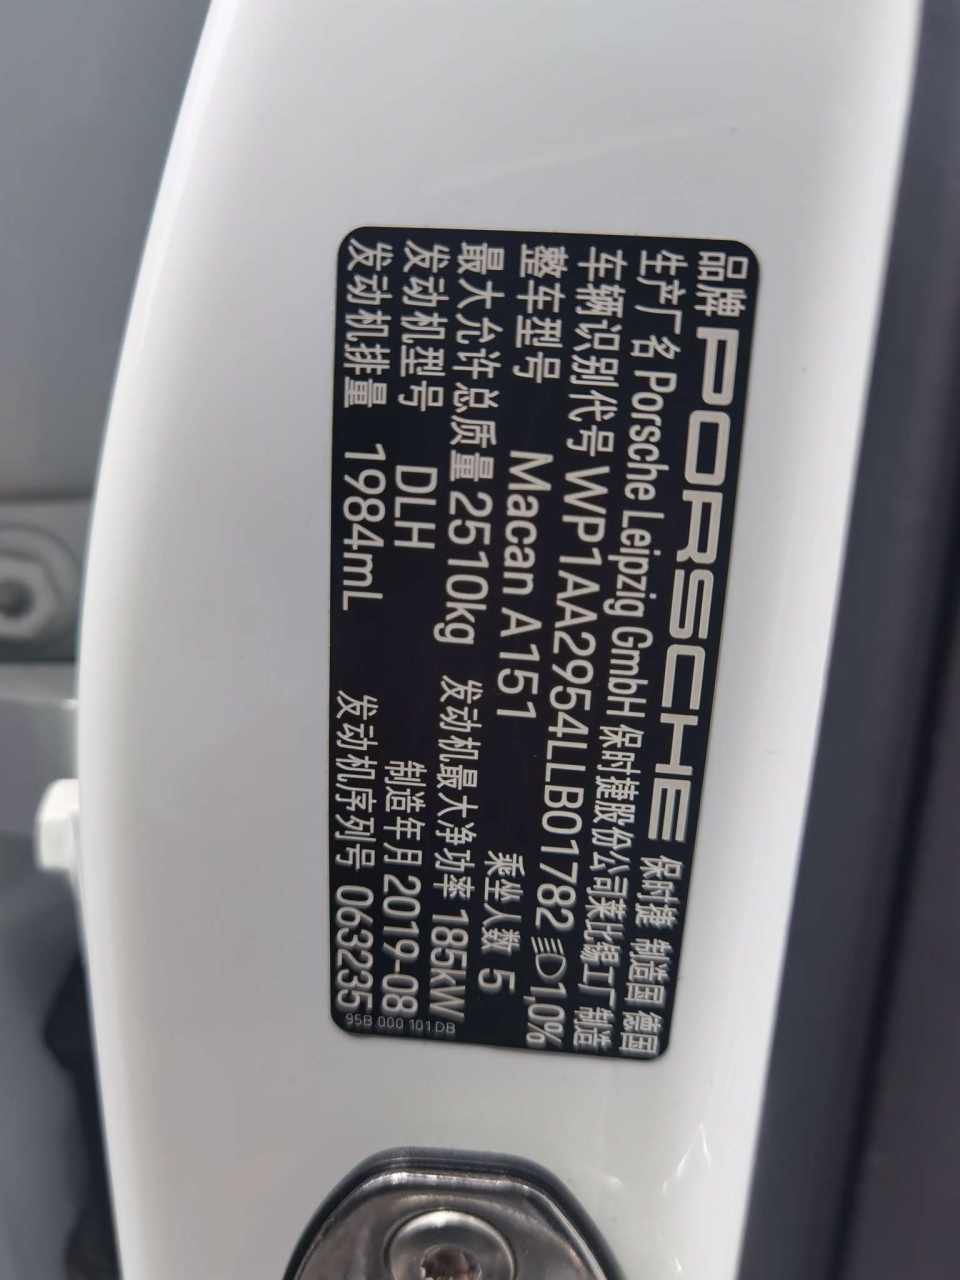 品牌 PORSCHE 保时捷 制造国 德国
生产厂名 Porsche Leipzig GmbH 保时捷股份公司莱比锡工厂制造
车辆识别代号 WP1AA2954LLB01782 1,0%
整车型号 Macan A 151 乘坐人数 5
最大允许总质量 2510kg 发动机最大净功率 185kW
发动机型号 DLH 制造年月 2019-08
发动机排量 1984mL 发动机序列号 063235
95B.000.101.DB